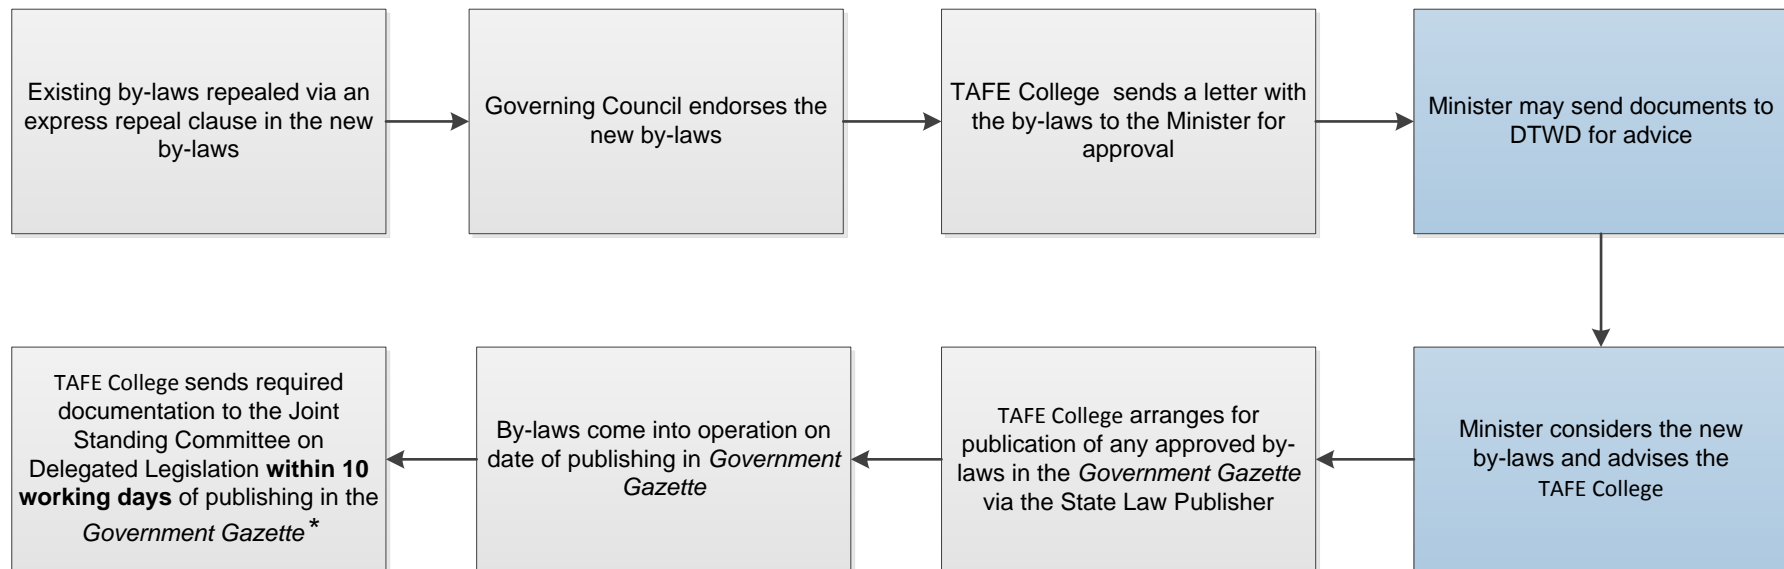 Existing by-laws repealed via an
express repeal clause in the new
by-laws
Governing Council endorses the
new by-laws
TAFE College  sends a letter with
the by-laws to the Minister for
approval
Minister may send documents to
DTWD for advice
Minister considers the new
by-laws and advises the
TAFE College
TAFE College arranges for
publication of any approved by-
laws in the Government Gazette
via the State Law Publisher
By-laws come into operation on
date of publishing in Government
Gazette
TAFE College sends required
documentation to the Joint
Standing Committee on
Delegated Legislation within 10
working days of publishing in the
Government Gazette*